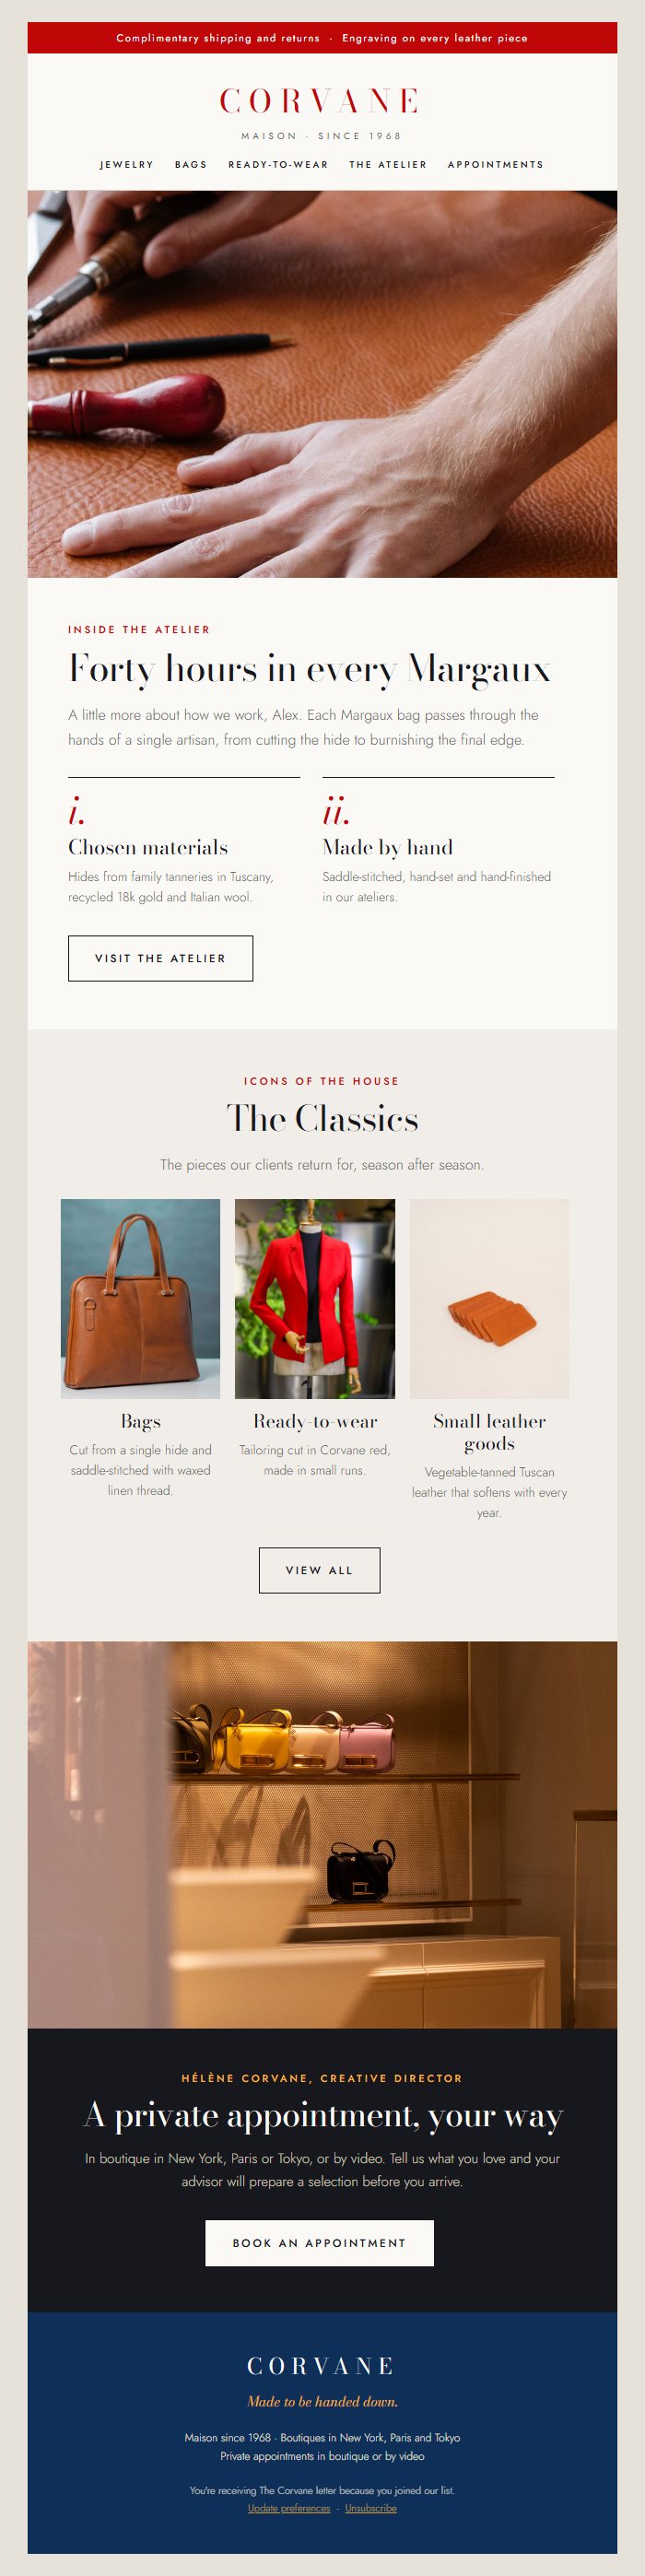 Complimentary shipping and returns · Engraving on every leather piece
CORVANE
MAISON · SINCE 1968
JEWELRY BAGS READY-TO-WEAR THE ATELIER APPOINTMENTS
INSIDE THE ATELIER
Forty hours in every Margaux
A little more about how we work, Alex. Each Margaux bag passes through the
hands of a single artisan, from cutting the hide to burnishing the final edge.
i.
Chosen materials
Hides from family tanneries in Tuscany,
recycled 18k gold and Italian wool.
ii.
Made by hand
Saddle-stitched, hand-set and hand-finished
in our ateliers.
VISIT THE ATELIER
ICONS OF THE HOUSE
The Classics
The pieces our clients return for, season after season.
Bags
Cut from a single hide and
saddle-stitched with waxed
linen thread.
Ready-to-wear
Tailoring cut in Corvane red,
made in small runs.
Small leather
goods
Vegetable-tanned Tuscan
leather that softens with every
year.
VIEW ALL
HÉLÈNE CORVANE, CREATIVE DIRECTOR
A private appointment, your way
In boutique in New York, Paris or Tokyo, or by video. Tell us what you love and your
advisor will prepare a selection before you arrive.
BOOK AN APPOINTMENT
CORVANE
Made to be handed down.
Maison since 1968 · Boutiques in New York, Paris and Tokyo
Private appointments in boutique or by video
You're receiving The Corvane letter because you joined our list.
Update preferences · Unsubscribe